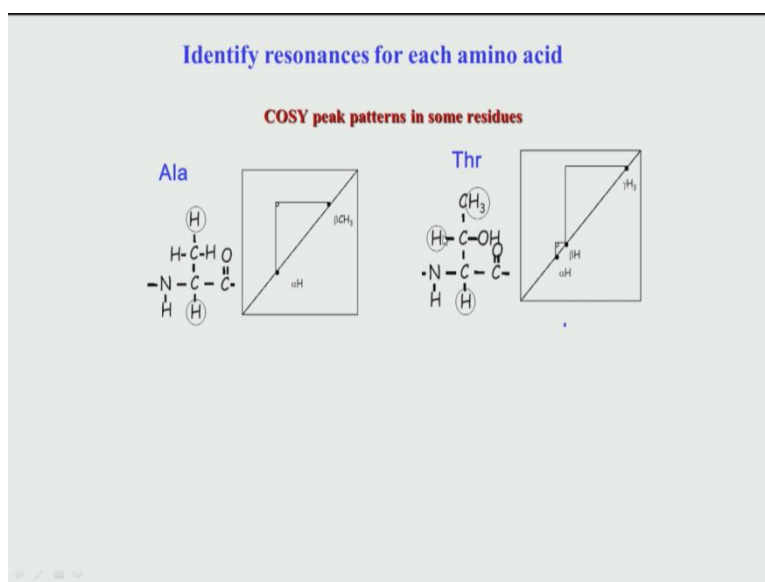 Identify resonances for each amino acid
COSY peak patterns in some residues
Ala
H
H-C-H O
-N-C-C-
H H
βCH₃
αH
Thr
CH₃
H-C-OH
O
-N-C-C-
H H
γH₃
βH
αH